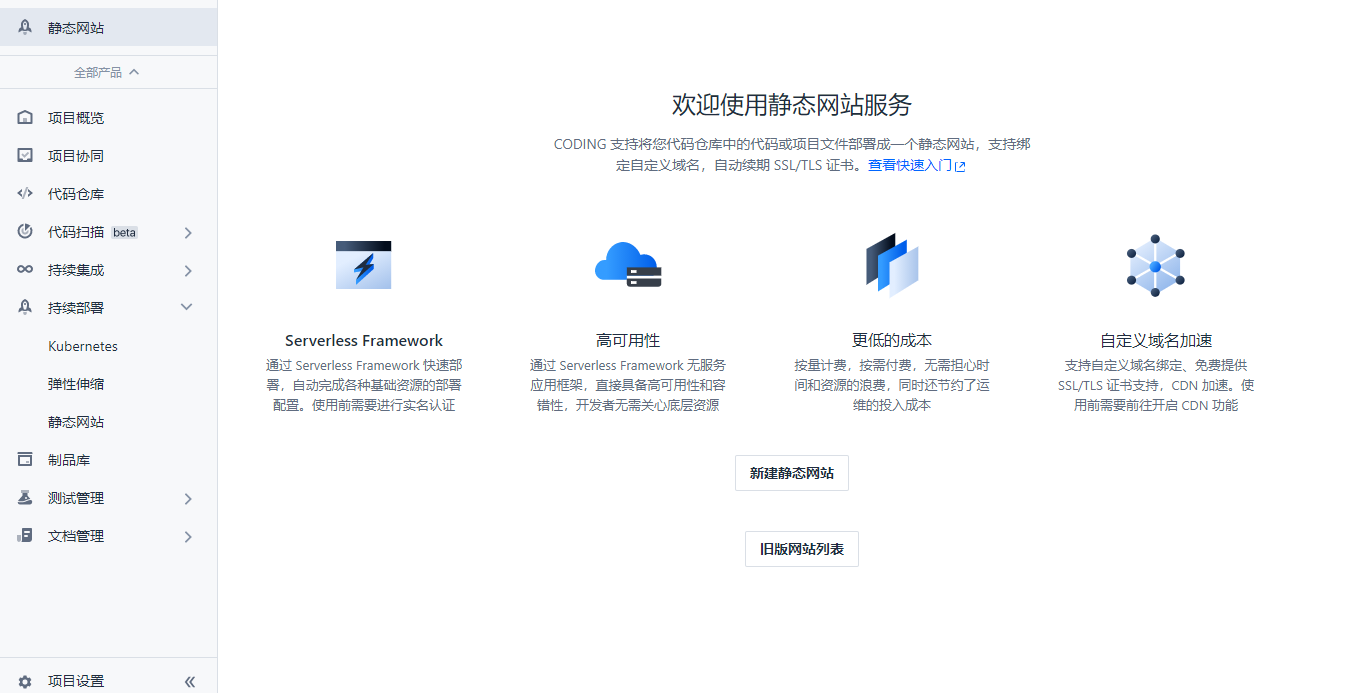 静态网站
全部产品
项目概览
项目协同
代码仓库
代码扫描 beta
持续集成
持续部署
Kubernetes
弹性伸缩
静态网站
制品库
测试管理
文档管理
项目设置
欢迎使用静态网站服务
CODING 支持将您代码仓库中的代码或项目文件部署成一个静态网站，支持绑
定自定义域名，自动续期 SSL/TLS 证书。查看快速入门
Serverless Framework
通过 Serverless Framework 快速部
署，自动完成各种基础资源的部署
配置。使用前需要进行实名认证
高可用性
通过 Serverless Framework 无服务
应用框架，直接具备高可用性和容
错性，开发者无需关心底层资源
更低的成本
按量计费，按需付费，无需担心时
间和资源的浪费，同时还节约了运
维的投入成本
自定义域名加速
支持自定义域名绑定、免费提供
SSL/TLS 证书支持，CDN 加速。使
用前需要前往开启 CDN 功能
新建静态网站
旧版网站列表